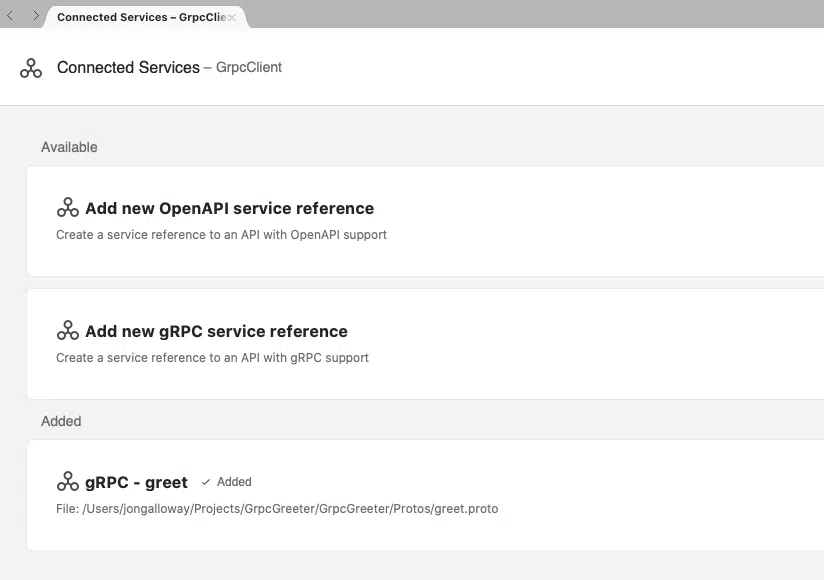 Connected Services – GrpcClie
Connected Services – GrpcClient
Available
Add new OpenAPI service reference
Create a service reference to an API with OpenAPI support
Add new gRPC service reference
Create a service reference to an API with gRPC support
Added
gRPC - greet ✓ Added
File: /Users/jongalloway/Projects/GrpcGreeter/GrpcGreeter/Protos/greet.proto